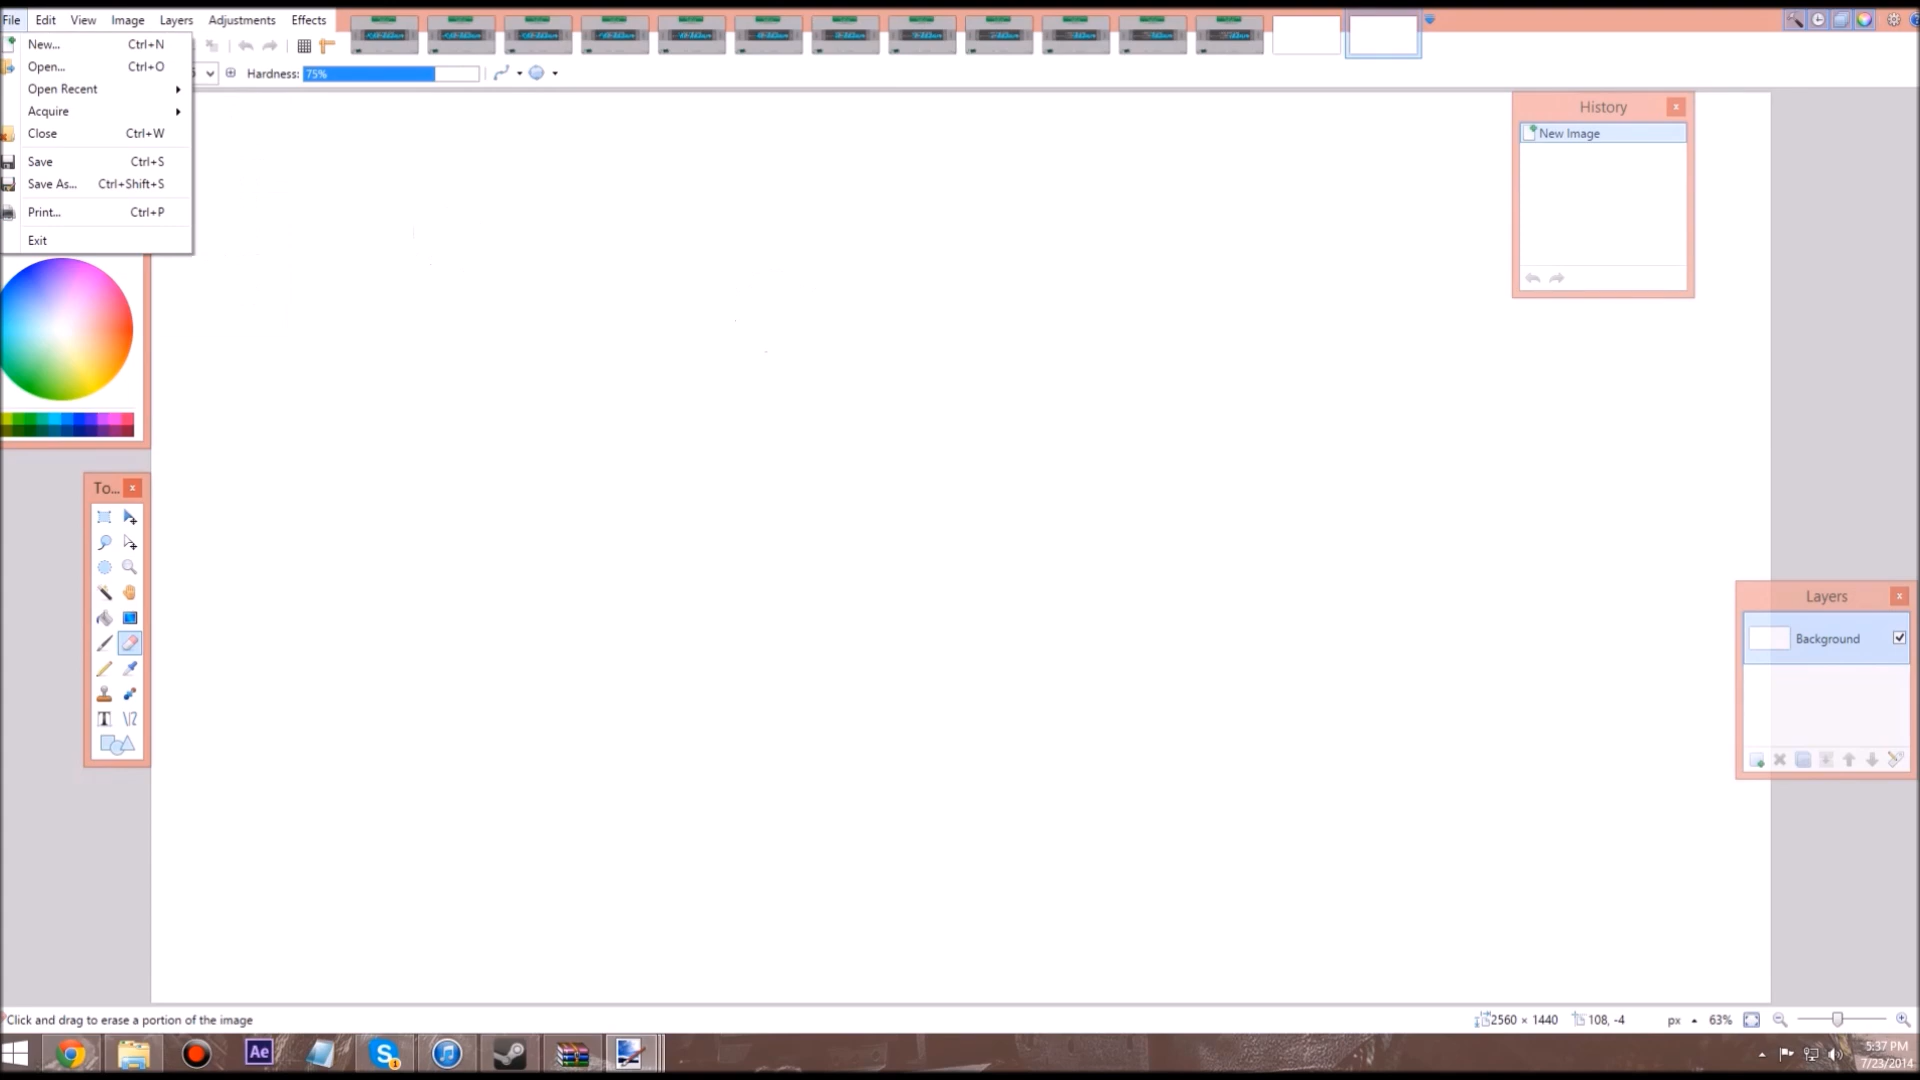 File Edit View Image Layers Adjustments Effects
New... Ctrl+N
Open... Ctrl+O
Open Recent
Acquire
Close Ctrl+W
Save Ctrl+S
Save As... Ctrl+Shift+S
Print... Ctrl+P
Exit
Hardness: 75%
History
New Image
To...
Layers
Background
Click and drag to erase a portion of the image
2560 × 1440 108, -4 px 63%
Ae
S
1
5:37 PM
7/23/2014